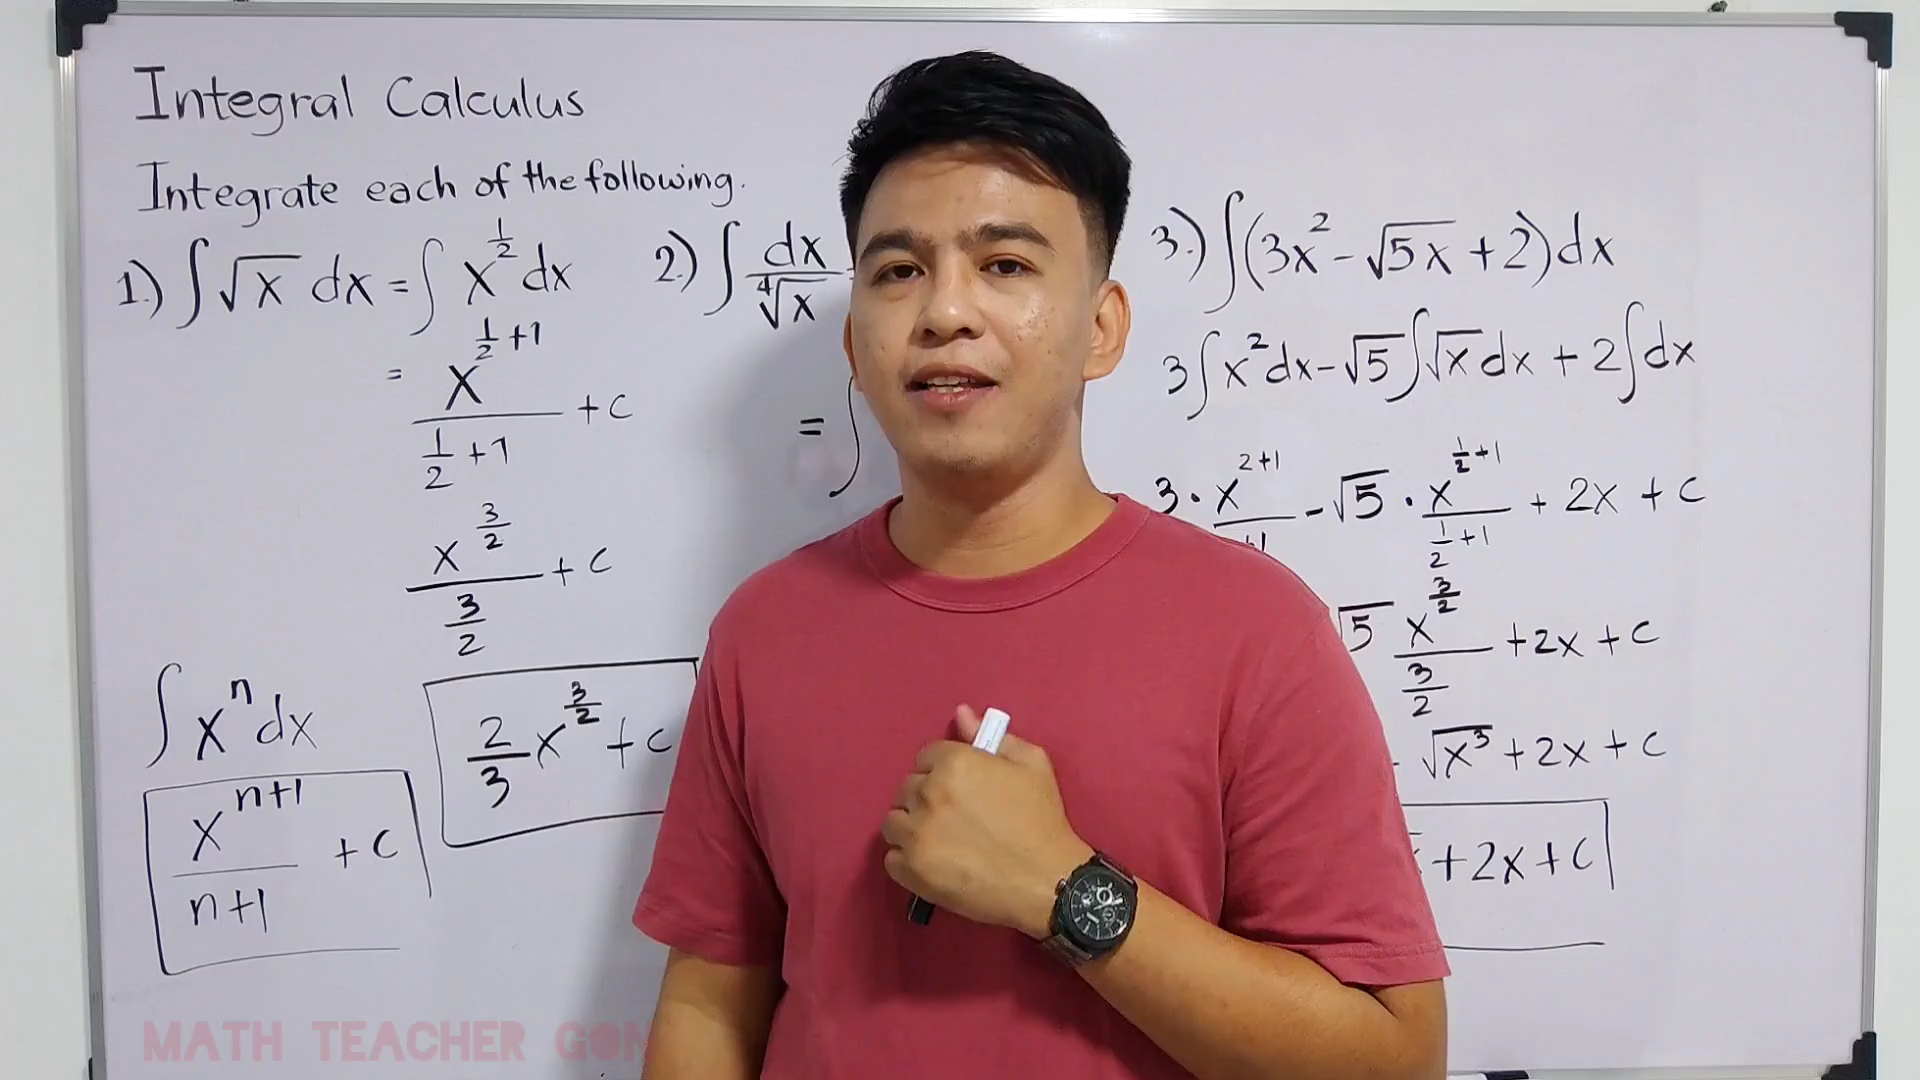 Integral Calculus
Integrate each of the following.
1.) ∫√x dx = ∫ x^(1/2) dx
= x^(1/2 +1) / (1/2 +1) + C
x^(3/2) / (3/2) + C
2/3 x^(3/2) + C
∫ x^n dx
x^(n+1) / (n+1) + C
2.) ∫ dx / ⁴√x
= ∫
3.) ∫(3x² - √5x + 2) dx
3∫x² dx - √5 ∫√x dx + 2∫dx
3 · x^(2+1) / +1 - √5 · x^(1/2 +1) / (1/2 +1) + 2x + C
√5 x^(3/2) / (3/2) + 2x + C
√x³ + 2x + C
+ 2x + C
MATH TEACHER GON